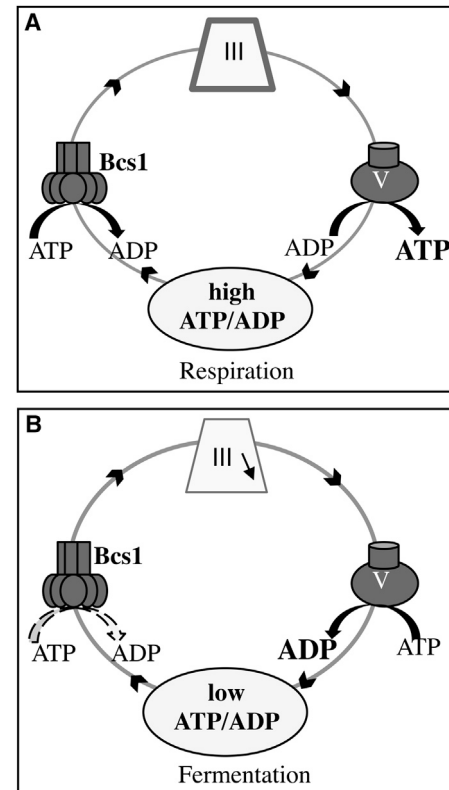 A
III
Bcs1
V
ATP
ADP
ADP
ATP
high
ATP/ADP
Respiration
B
III
Bcs1
V
ATP
ADP
ADP
ATP
low
ATP/ADP
Fermentation